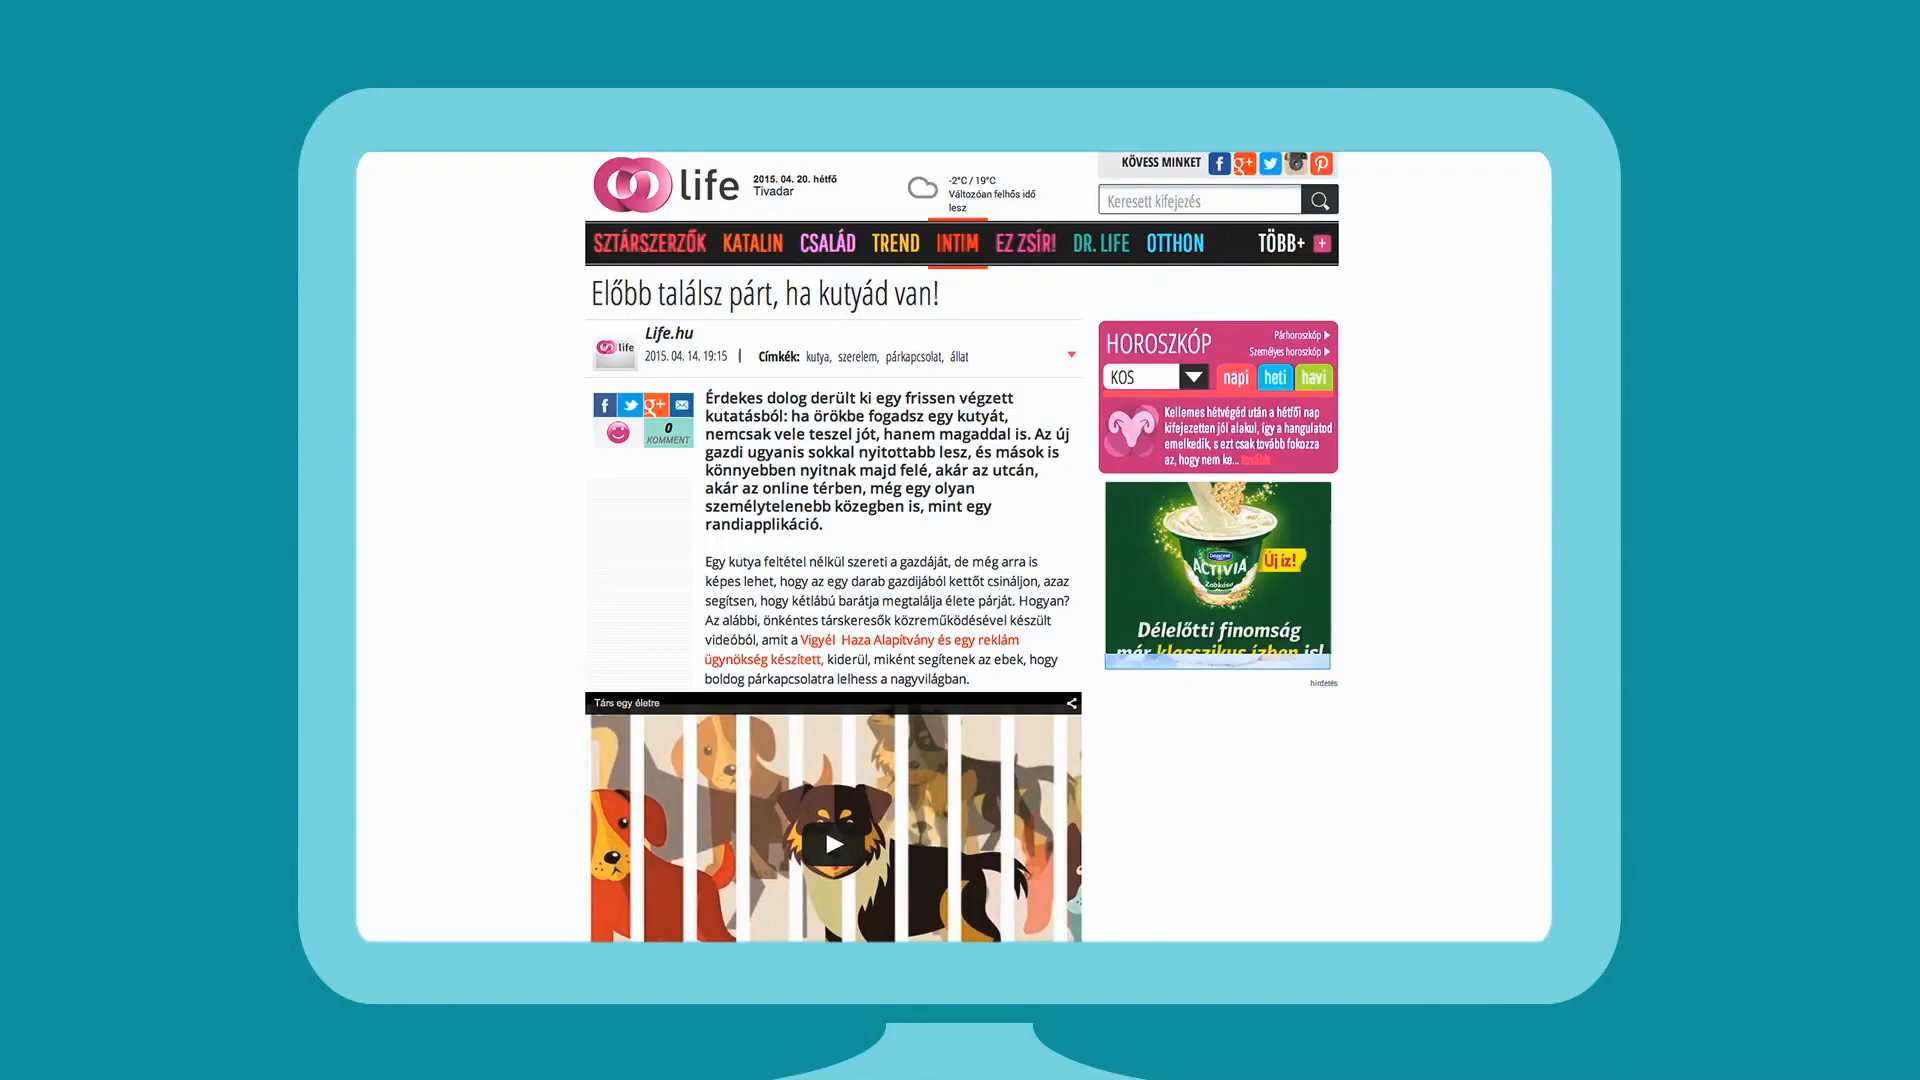 life
2015. 04. 20. hétfő
Tivadar
-2°C / 19°C
Változóan felhős idő
lesz
KÖVESS MINKET
Keresett kifejezés
SZTÁRSZERZŐK KATALIN CSALÁD TREND INTIM EZ ZSÍR! DR. LIFE OTTHON TÖBB+ +
Előbb találsz párt, ha kutyád van!
life
Life.hu
2015. 04. 14. 19:15 | Címkék: kutya, szerelem, párkapcsolat, állat
0
KOMMENT
Érdekes dolog derült ki egy frissen végzett
kutatásból: ha örökbe fogadsz egy kutyát,
nemcsak vele teszel jót, hanem magaddal is. Az új
gazdi ugyanis sokkal nyitottabb lesz, és mások is
könnyebben nyitnak majd felé, akár az utcán,
akár az online térben, még egy olyan
személytelenebb közegben is, mint egy
randiapplikáció.
Egy kutya feltétel nélkül szereti a gazdáját, de még arra is
képes lehet, hogy az egy darab gazdijából kettőt csináljon, azaz
segítsen, hogy kétlábú barátja megtalálja élete párját. Hogyan?
Az alábbi, önkéntes társkeresők közreműködésével készült
videóból, amit a Vigyél Haza Alapítvány és egy reklám
ügynökség készített, kiderül, miként segítenek az ebek, hogy
boldog párkapcsolatra lelhess a nagyvilágban.
Társ egy életre
HOROSZKÓP
Párhoroszkóp
Személyes horoszkóp
KOS
napi heti havi
Kellemes hétvégéd után a hétfői nap
kifejezetten jól alakul, így a hangulatod
emelkedik, s ezt csak tovább fokozza
az, hogy nem ke... tovább
DANONE
ACTIVIA
Zabkása
Új íz!
Délelőtti finomság
már klasszikus ízben is!
hirdetés